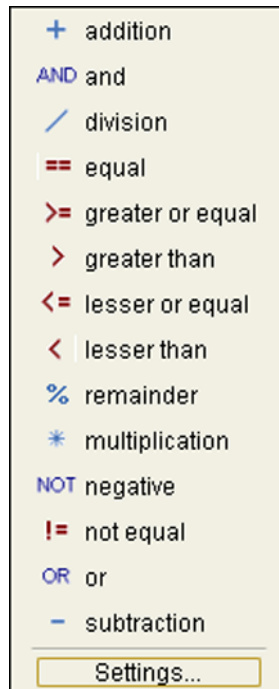 + addition
AND and
/ division
== equal
>= greater or equal
> greater than
<= lesser or equal
< lesser than
% remainder
* multiplication
NOT negative
!= not equal
OR or
- subtraction
Settings...